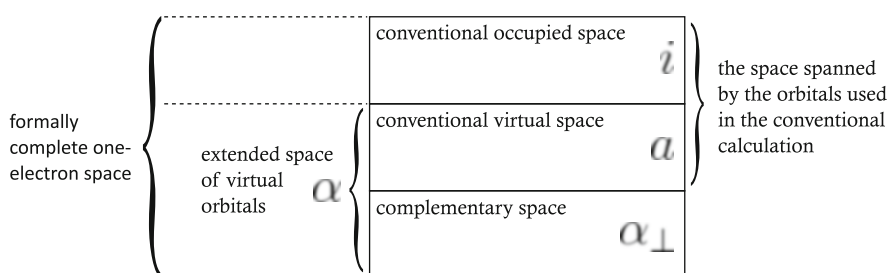 formally
complete one-
electron space
extended space
of virtual
orbitals
α
conventional occupied space
i
conventional virtual space
a
complementary space
α⊥
the space spanned
by the orbitals used
in the conventional
calculation